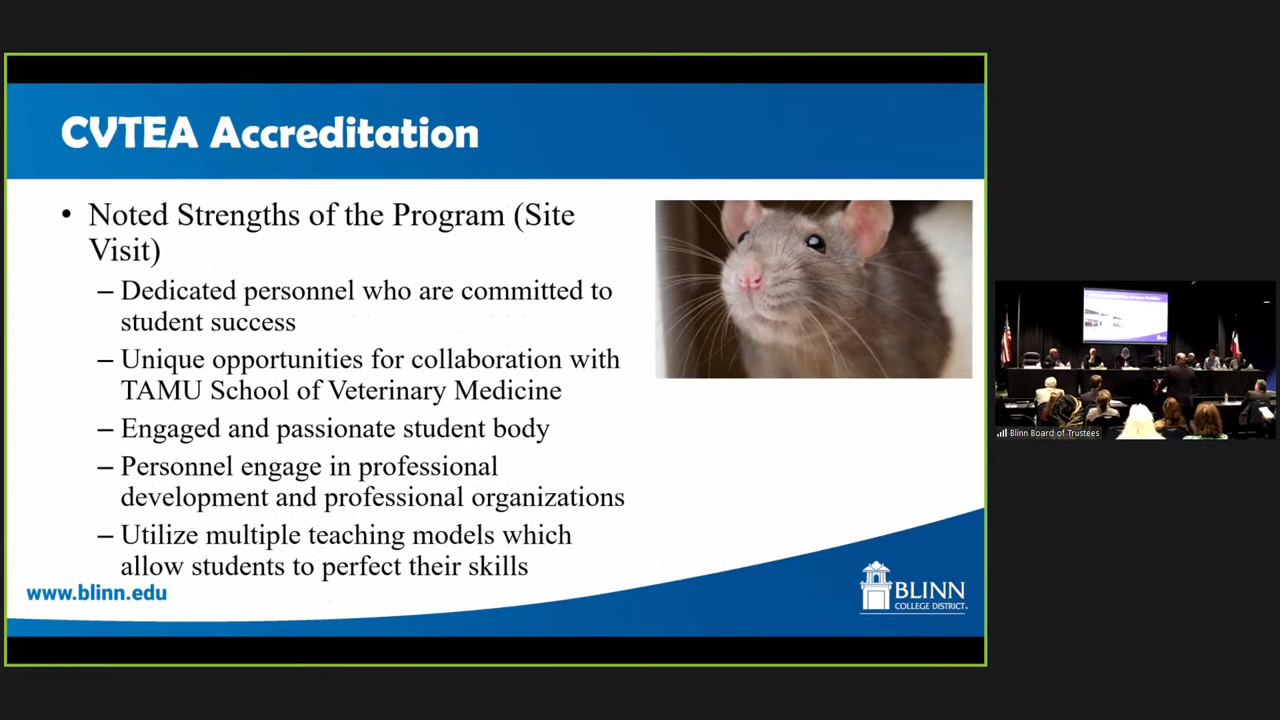 CVTEA Accreditation
• Noted Strengths of the Program (Site
Visit)
– Dedicated personnel who are committed to
student success
– Unique opportunities for collaboration with
TAMU School of Veterinary Medicine
– Engaged and passionate student body
– Personnel engage in professional
development and professional organizations
– Utilize multiple teaching models which
allow students to perfect their skills
www.blinn.edu
BLINN
COLLEGE DISTRICT
Blinn Board of Trustees